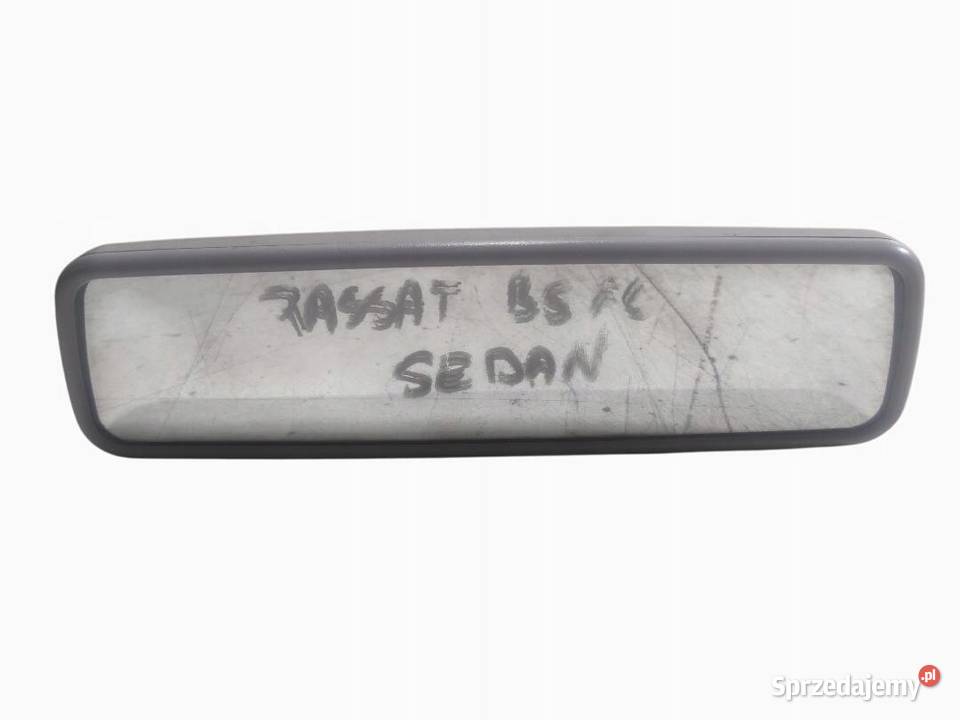 PASSAT B5 FL
SEDAN
Sprzedajemy.pl